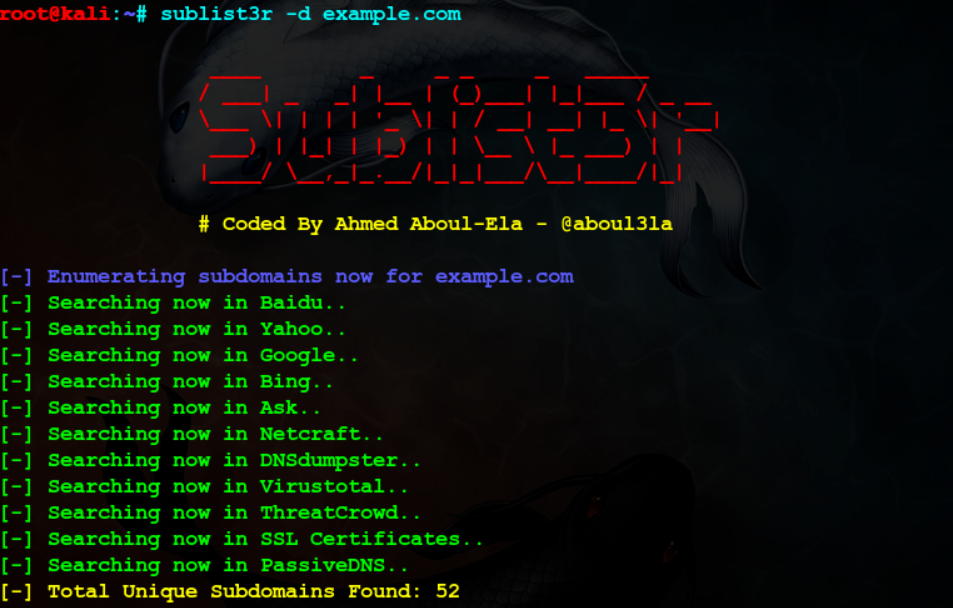 root@kali:~# sublist3r -d example.com
Sublist3r
# Coded By Ahmed Aboul-Ela - @aboul3la
[-] Enumerating subdomains now for example.com
[-] Searching now in Baidu..
[-] Searching now in Yahoo..
[-] Searching now in Google..
[-] Searching now in Bing..
[-] Searching now in Ask..
[-] Searching now in Netcraft..
[-] Searching now in DNSdumpster..
[-] Searching now in Virustotal..
[-] Searching now in ThreatCrowd..
[-] Searching now in SSL Certificates..
[-] Searching now in PassiveDNS..
[-] Total Unique Subdomains Found: 52